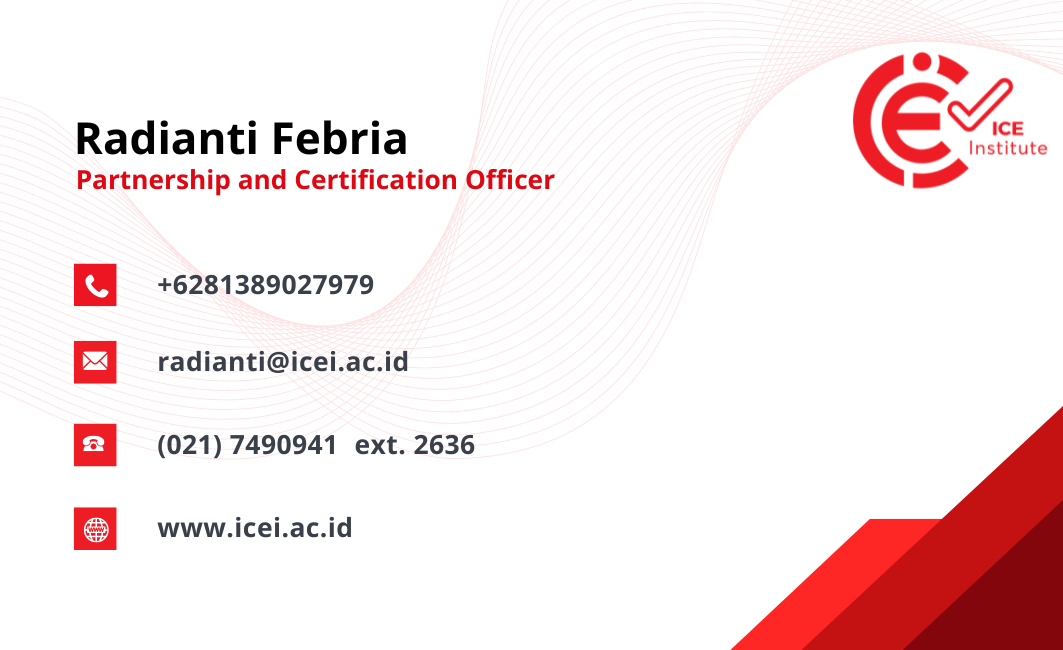 Radianti Febria
Partnership and Certification Officer
ICE
Institute
+6281389027979
radianti@icei.ac.id
(021) 7490941 ext. 2636
www.icei.ac.id